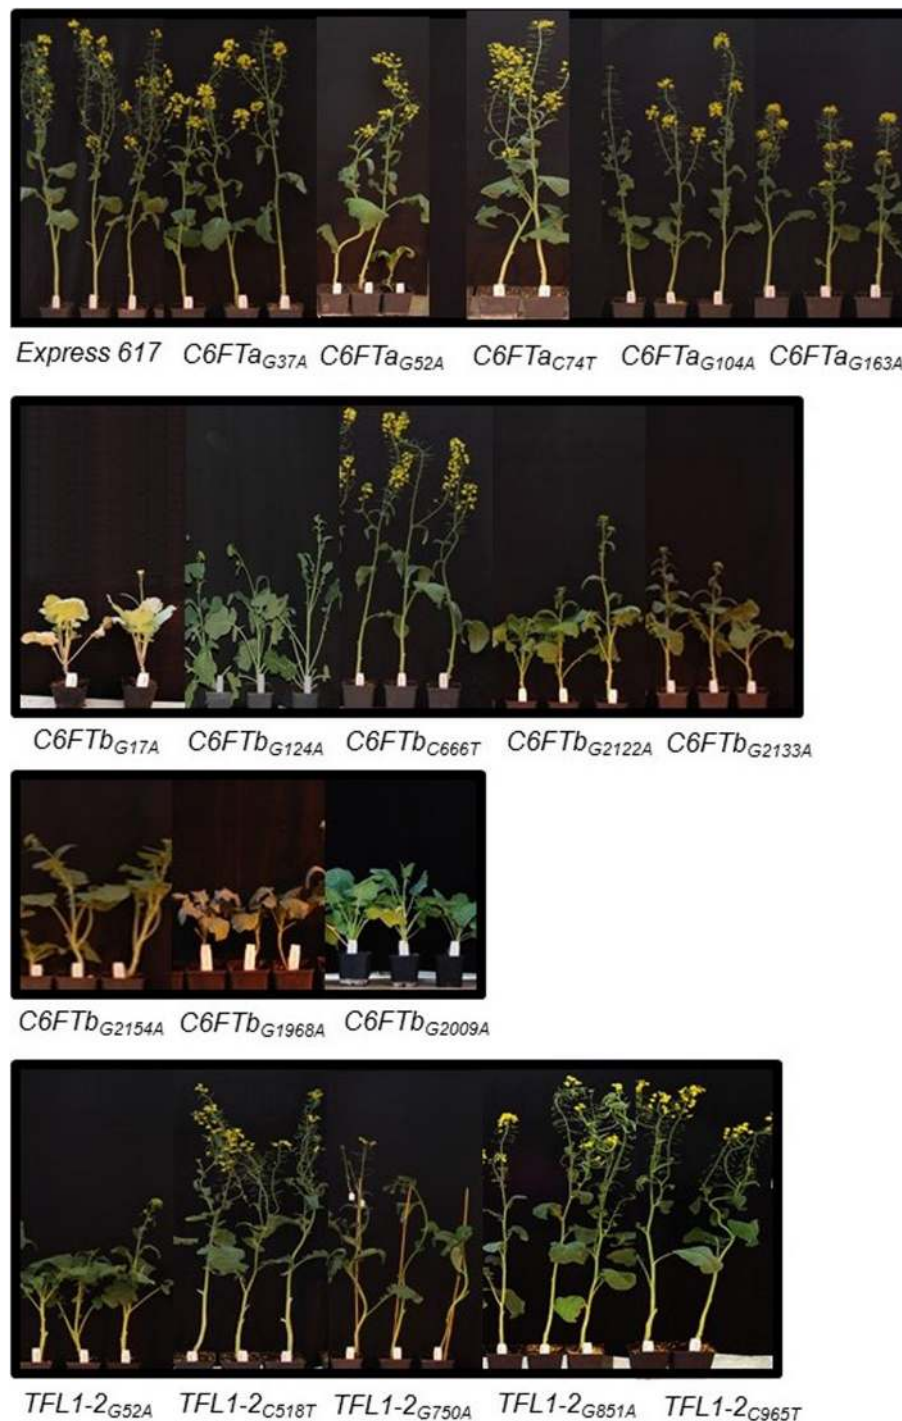 Express 617 C6FTaG37A C6FTaG52A C6FTaC74T C6FTaG104A C6FTaG163A
C6FTbG17A C6FTbG124A C6FTbC666T C6FTbG2122A C6FTbG2133A
C6FTbG2154A C6FTbG1968A C6FTbG2009A
TFL1-2G52A TFL1-2C518T TFL1-2G750A TFL1-2G851A TFL1-2C965T